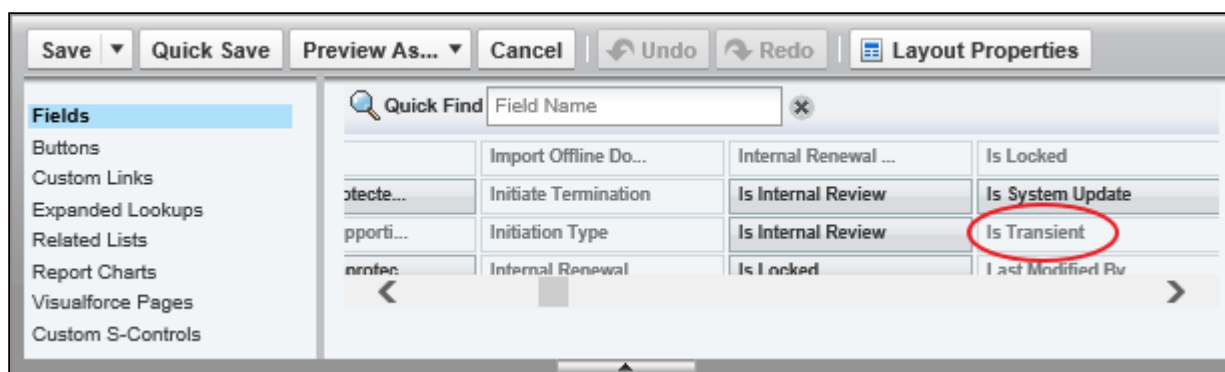 Save Quick Save Preview As... Cancel Undo Redo Layout Properties
Fields
Buttons
Custom Links
Expanded Lookups
Related Lists
Report Charts
Visualforce Pages
Custom S-Controls
Quick Find Field Name
Import Offline Do... Internal Renewal ... Is Locked
otecte... Initiate Termination Is Internal Review Is System Update
pporti... Initiation Type Is Internal Review Is Transient
protec Internal Renewal Is Locked Last Modified By